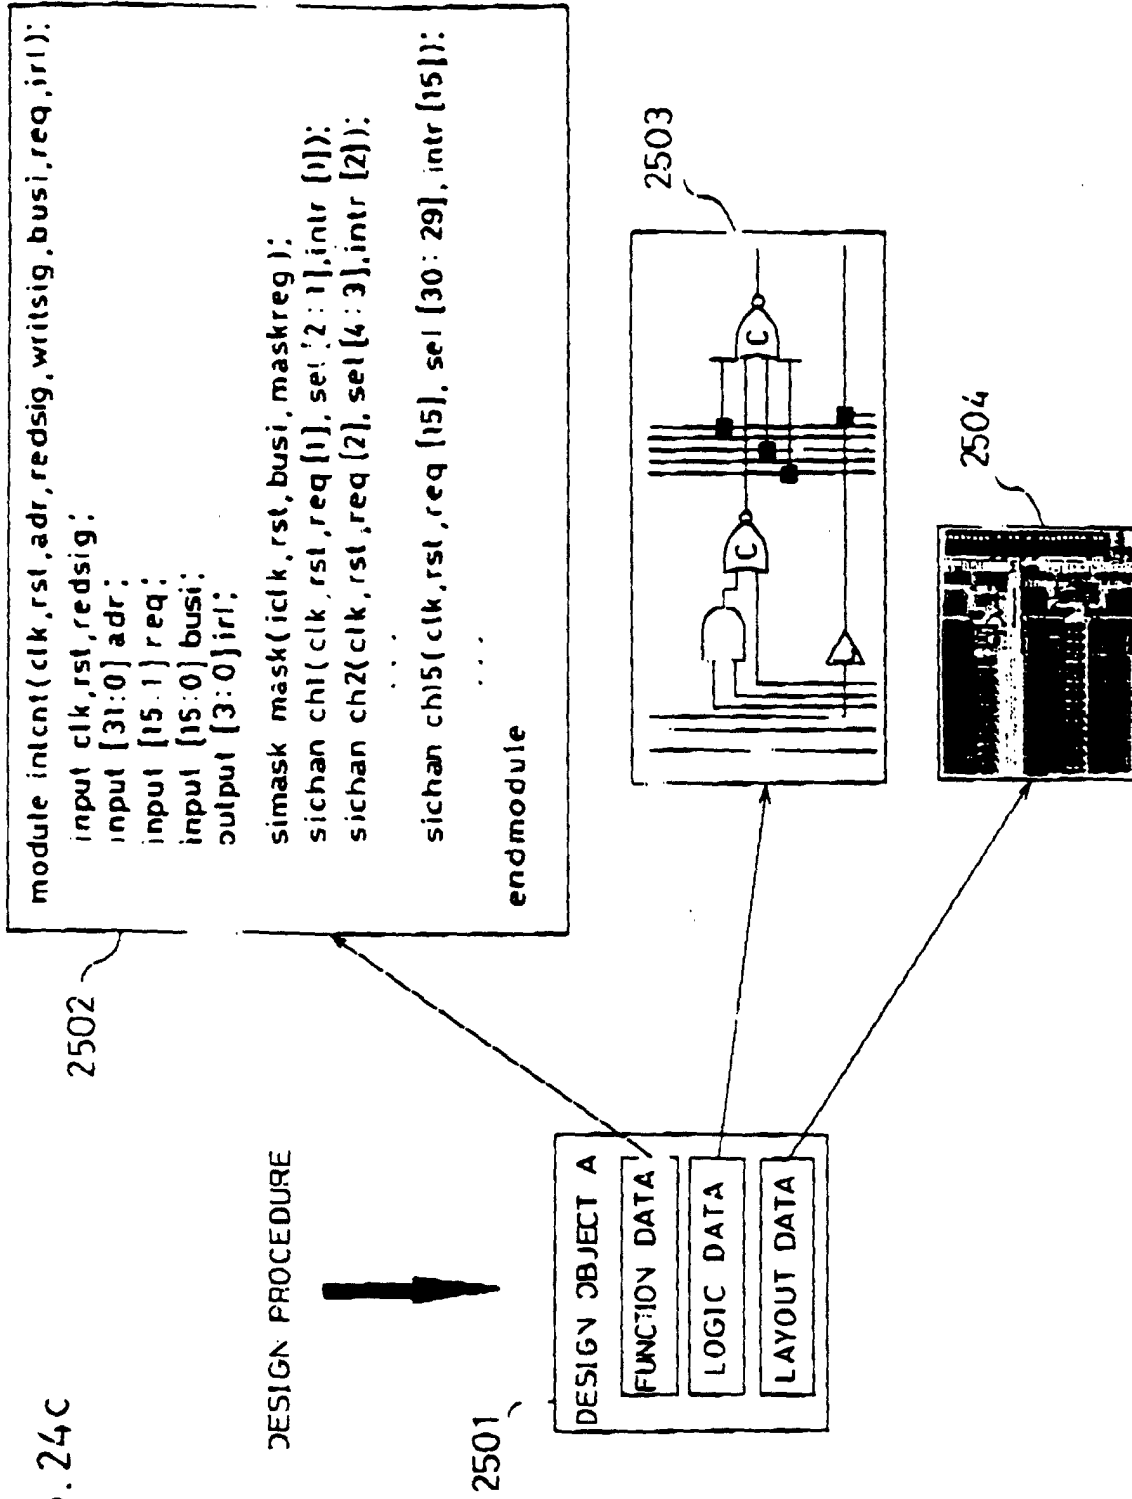 . 24C
DESIGN PROCEDURE
2501
DESIGN OBJECT A
FUNCTION DATA
LOGIC DATA
LAYOUT DATA
2502
module intcnt(clk,rst,adr,redsig,writsig,busi,req,irl);
input clk,rst,redsig;
input [31:0] adr;
input [15:1] req;
input [15:0] busi;
output [3:0] irl;
simask mask(iclk,rst,busi,maskreg);
sichan ch1(clk,rst,req[1],sel[2:1],intr[1]);
sichan ch2(clk,rst,req[2],sel[4:3],intr[2]);
....
sichan ch15(clk,rst,req[15],sel[30:29],intr[15]);
....
endmodule
2503
C
C
2504